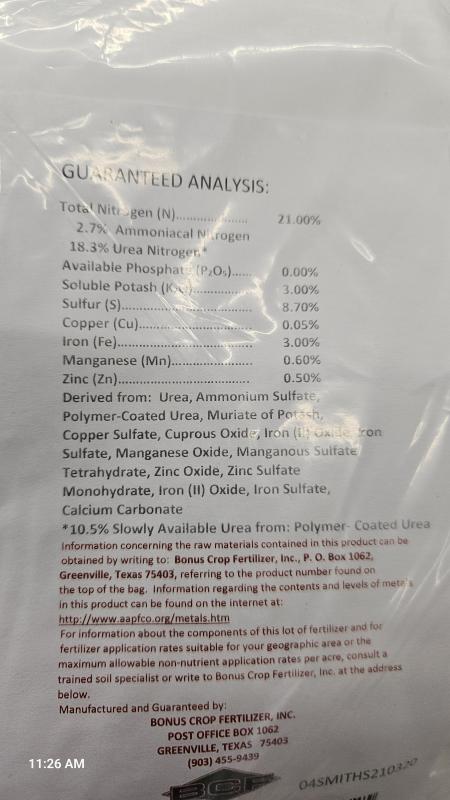 GUARANTEED ANALYSIS:
Total Nitrogen (N)..................... 21.00%
2.7% Ammoniacal Nitrogen
18.3% Urea Nitrogen*
Available Phosphate (P₂O₅)...... 0.00%
Soluble Potash (K₂O)................ 3.00%
Sulfur (S)................................... 8.70%
Copper (Cu).............................. 0.05%
Iron (Fe).................................... 3.00%
Manganese (Mn)..................... 0.60%
Zinc (Zn).................................... 0.50%
Derived from: Urea, Ammonium Sulfate,
Polymer-Coated Urea, Muriate of Potash,
Copper Sulfate, Cuprous Oxide, Iron (II) Oxide, Iron
Sulfate, Manganese Oxide, Manganous Sulfate
Tetrahydrate, Zinc Oxide, Zinc Sulfate
Monohydrate, Iron (II) Oxide, Iron Sulfate,
Calcium Carbonate
*10.5% Slowly Available Urea from: Polymer- Coated Urea
Information concerning the raw materials contained in this product can be
obtained by writing to: Bonus Crop Fertilizer, Inc., P. O. Box 1062,
Greenville, Texas 75403, referring to the product number found on
the top of the bag. Information regarding the contents and levels of metals
in this product can be found on the internet at:
http://www.aapfco.org/metals.htm
For information about the components of this lot of fertilizer and for
fertilizer application rates suitable for your geographic area or the
maximum allowable non-nutrient application rates per acre, consult a
trained soil specialist or write to Bonus Crop Fertilizer, Inc. at the address
below.
Manufactured and Guaranteed by:
BONUS CROP FERTILIZER, INC.
POST OFFICE BOX 1062
GREENVILLE, TEXAS 75403
(903) 455-9439
11:26 AM
BCF
04SMITHS210320